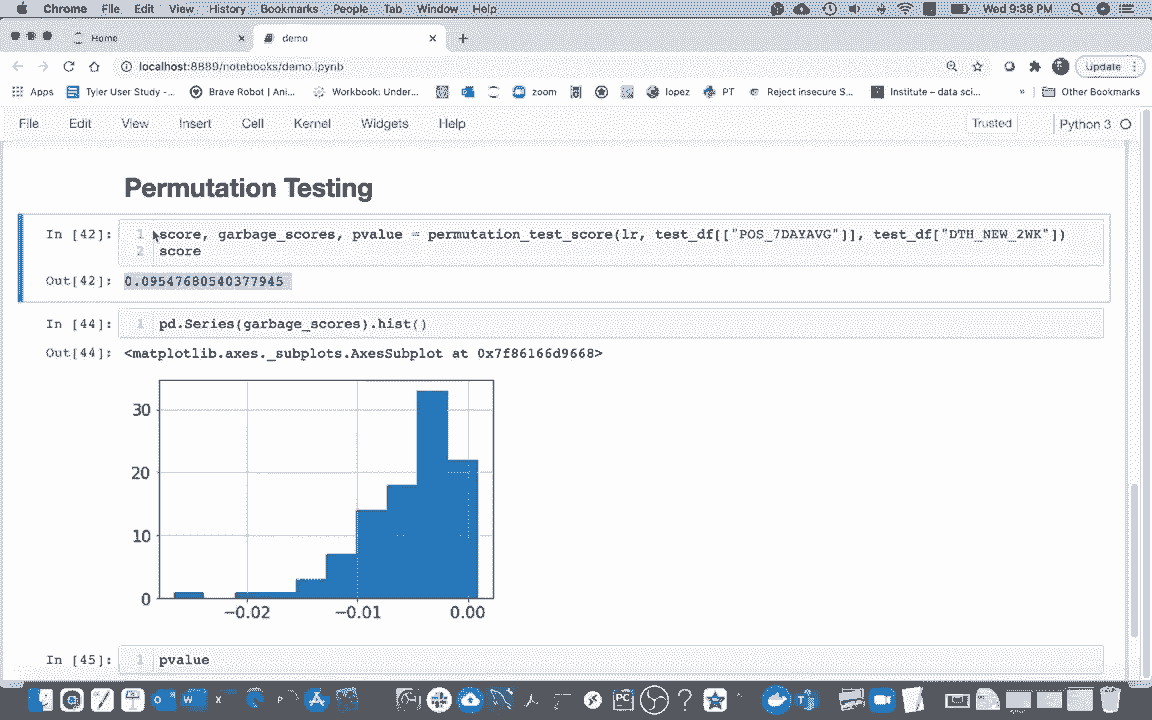 Chrome File Edit View History Bookmarks People Tab Window Help Wed 9:38 PM
Home demo
localhost:8889/notebooks/demo.ipynb Update
Apps Tyler User Study -... Brave Robot | Ani... Workbook: Under... zoom lopez PT Reject insecure S... Institute – data sci... » Other Bookmarks
File Edit View Insert Cell Kernel Widgets Help Trusted Python 3
Permutation Testing
In [42]: 1 score, garbage_scores, pvalue = permutation_test_score(lr, test_df[["POS_7DAYAVG"]], test_df["DTH_NEW_2WK"])
2 score
Out[42]: 0.09547680540377945
In [44]: 1 pd.Series(garbage_scores).hist()
Out[44]: <matplotlib.axes._subplots.AxesSubplot at 0x7f86166d9668>
30
20
10
0
−0.02 −0.01 0.00
In [45]: 1 pvalue